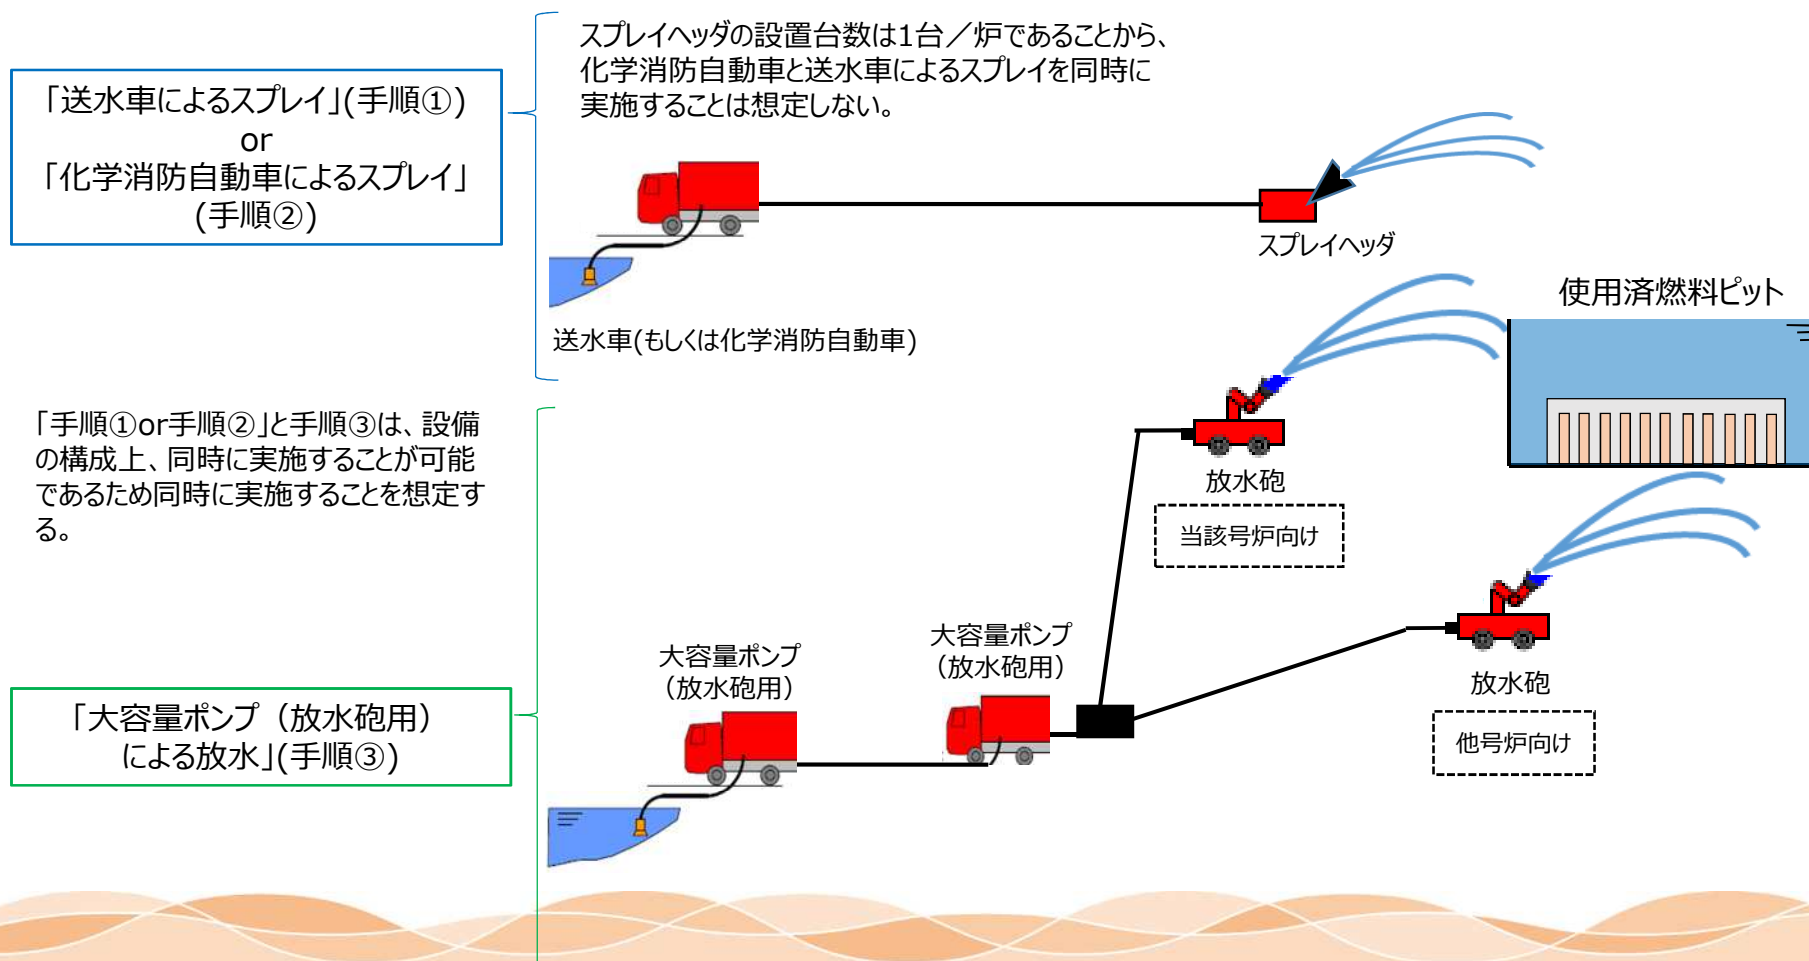 スプレイヘッダの設置台数は1台／炉であることから、
化学消防自動車と送水車によるスプレイを同時に
実施することは想定しない。
「送水車によるスプレイ」(手順①)
or
「化学消防自動車によるスプレイ」
(手順②)
スプレイヘッダ
送水車(もしくは化学消防自動車)
使用済燃料ピット
「手順①or手順②」と手順③は、設備
の構成上、同時に実施することが可能
であるため同時に実施することを想定す
る。
放水砲
当該号炉向け
大容量ポンプ
（放水砲用）
大容量ポンプ
（放水砲用）
放水砲
他号炉向け
「大容量ポンプ（放水砲用）
による放水」(手順③)